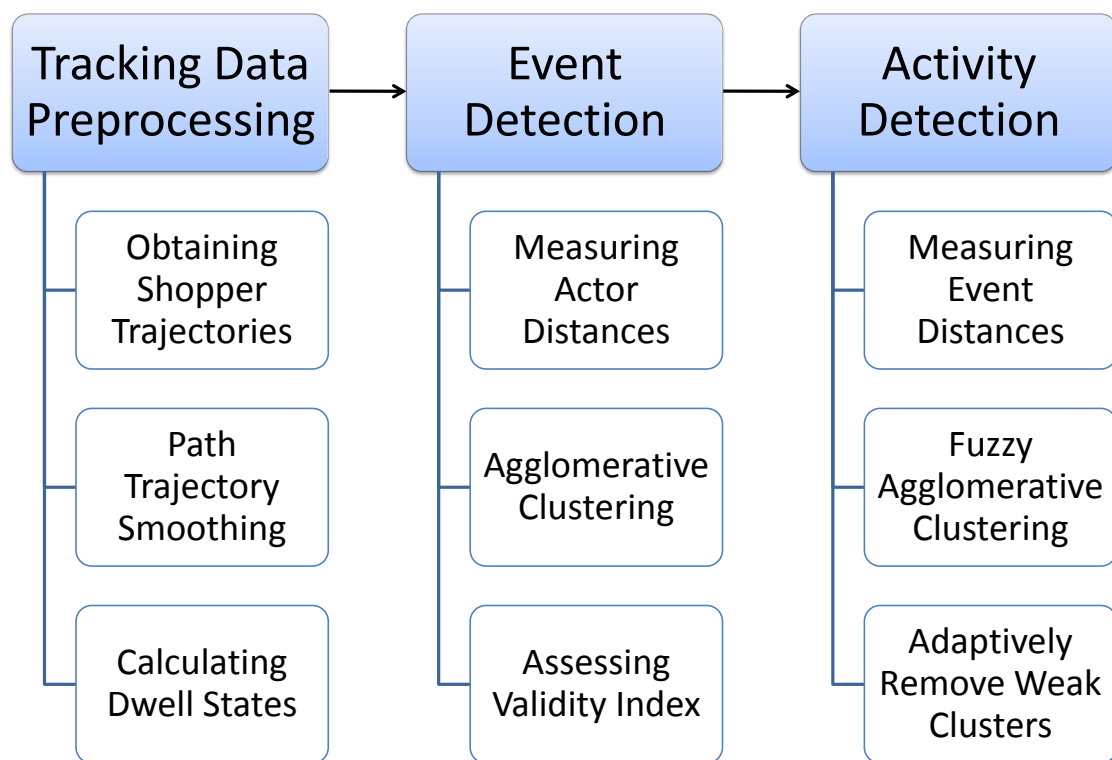 Tracking Data
Preprocessing
Obtaining
Shopper
Trajectories
Path
Trajectory
Smoothing
Calculating
Dwell States
Event
Detection
Measuring
Actor
Distances
Agglomerative
Clustering
Assessing
Validity Index
Activity
Detection
Measuring
Event
Distances
Fuzzy
Agglomerative
Clustering
Adaptively
Remove Weak
Clusters